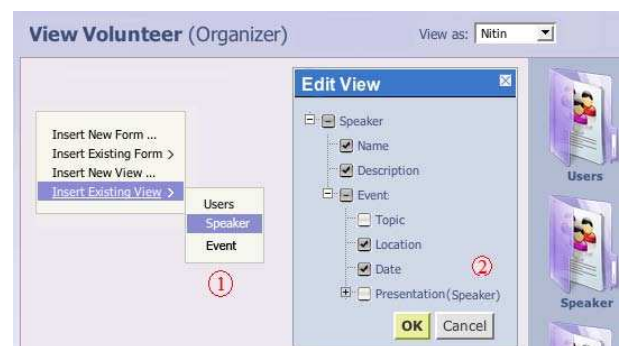 View Volunteer (Organizer)
View as: Nitin
Insert New Form ...
Insert Existing Form >
Insert New View ...
Insert Existing View >
Users
Speaker
Event
1
Edit View
Speaker
Name
Description
Event
Topic
Location
Date
2
Presentation(Speaker)
OK Cancel
Users
Speaker